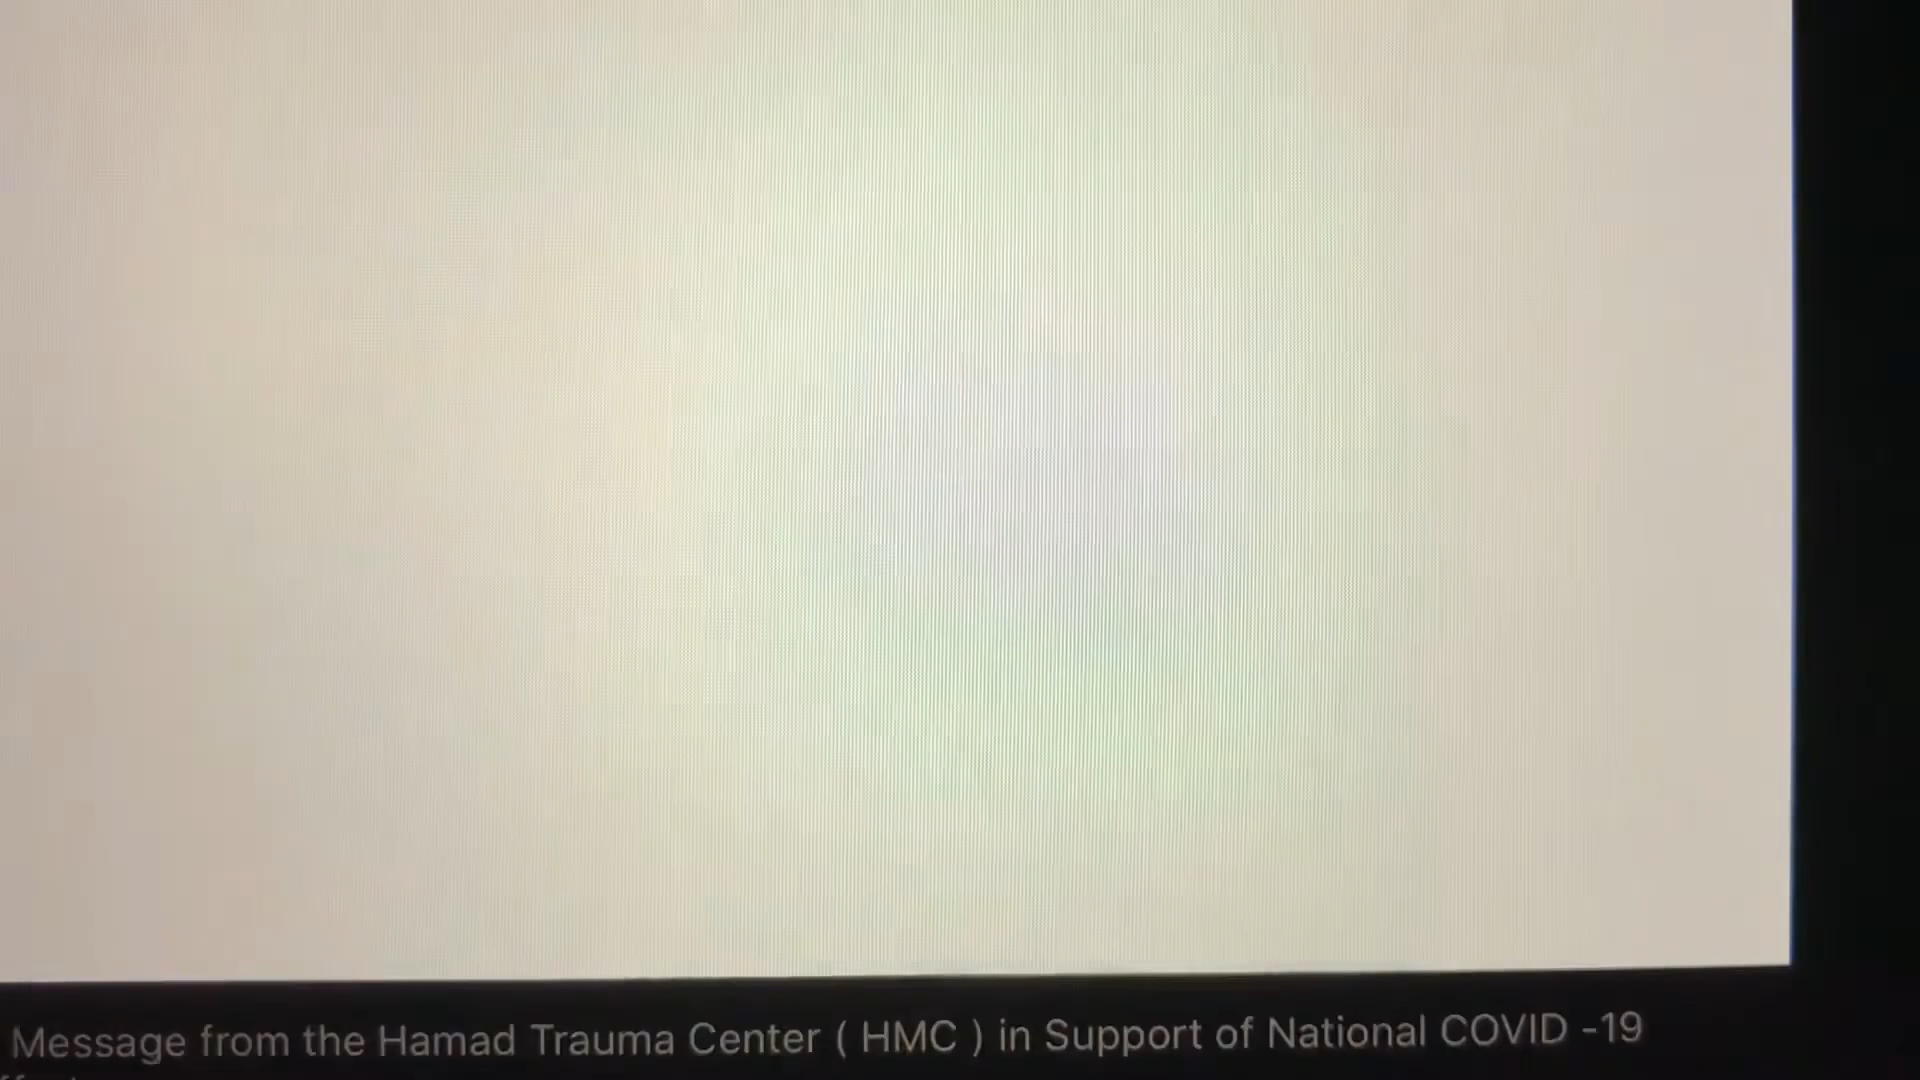 Message from the Hamad Trauma Center ( HMC ) in Support of National COVID -19